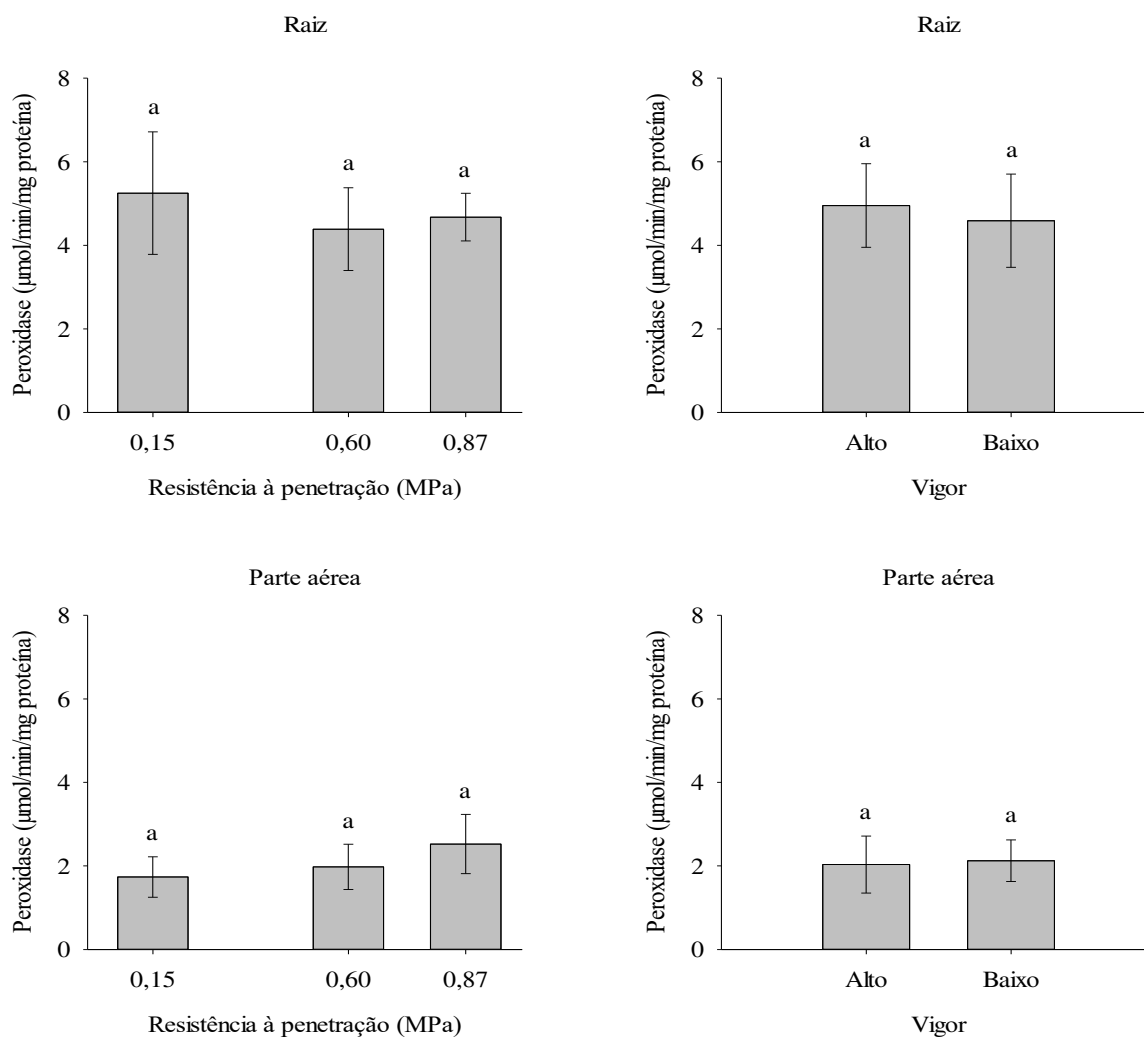 Raiz
Peroxidase (µmol/min/mg proteína)
8
6
4
2
0
a
a
a
0,15
0,60
0,87
Resistência à penetração (MPa)
Raiz
Peroxidase (µmol/min/mg proteína)
8
6
4
2
0
a
a
Alto
Baixo
Vigor
Parte aérea
Peroxidase (µmol/min/mg proteína)
8
6
4
2
0
a
a
a
0,15
0,60
0,87
Resistência à penetração (MPa)
Parte aérea
Peroxidase (µmol/min/mg proteína)
8
6
4
2
0
a
a
Alto
Baixo
Vigor